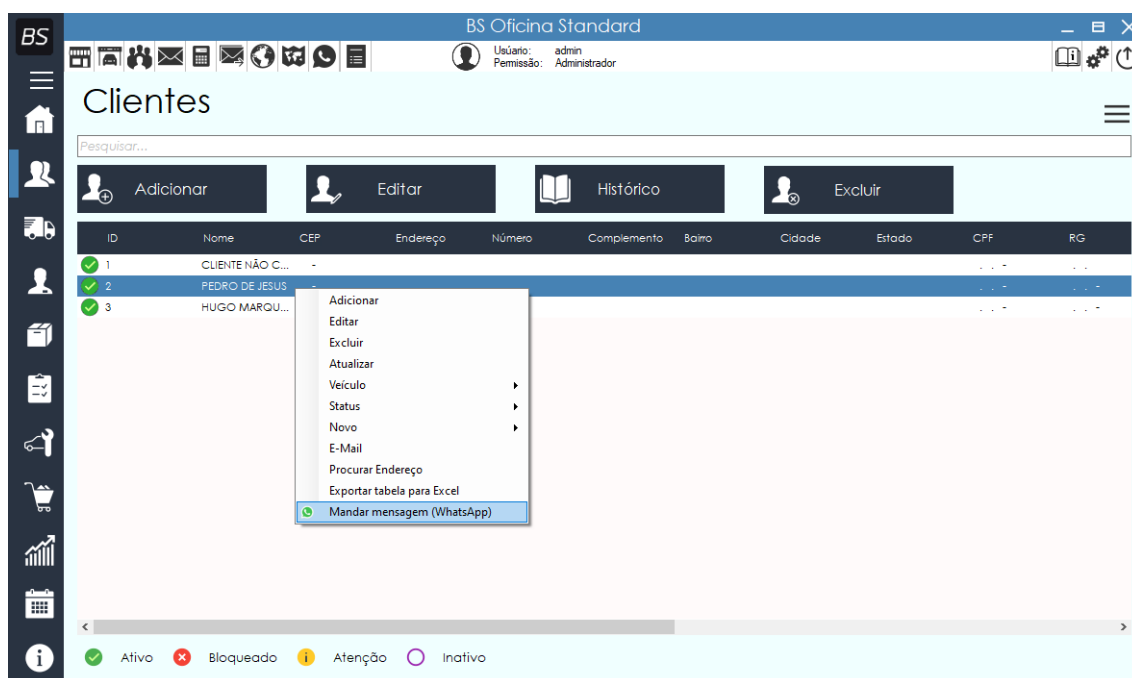 BS
BS Oficina Standard
Usúario: admin
Permissão: Administrador
Clientes
Pesquisar...
Adicionar
Editar
Histórico
Excluir
ID Nome CEP Endereço Número Complemento Bairro Cidade Estado CPF RG
1 CLIENTE NÃO C... - . . - . .
2 PEDRO DE JESUS - . . - . . -
3 HUGO MARQU... . . - . . -
Adicionar
Editar
Excluir
Atualizar
Veículo
Status
Novo
E-Mail
Procurar Endereço
Exportar tabela para Excel
Mandar mensagem (WhatsApp)
Ativo Bloqueado Atenção Inativo